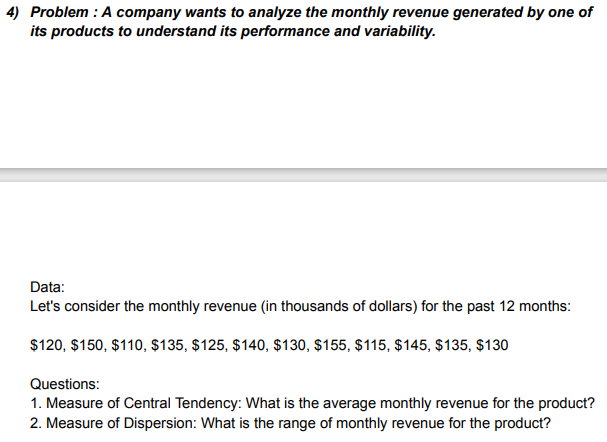 4) Problem : A company wants to analyze the monthly revenue generated by one of
its products to understand its performance and variability.
Data:
Let's consider the monthly revenue (in thousands of dollars) for the past 12 months:
$120, $150, $110, $135, $125, $140, $130, $155, $115, $145, $135, $130
Questions:
1. Measure of Central Tendency: What is the average monthly revenue for the product?
2. Measure of Dispersion: What is the range of monthly revenue for the product?